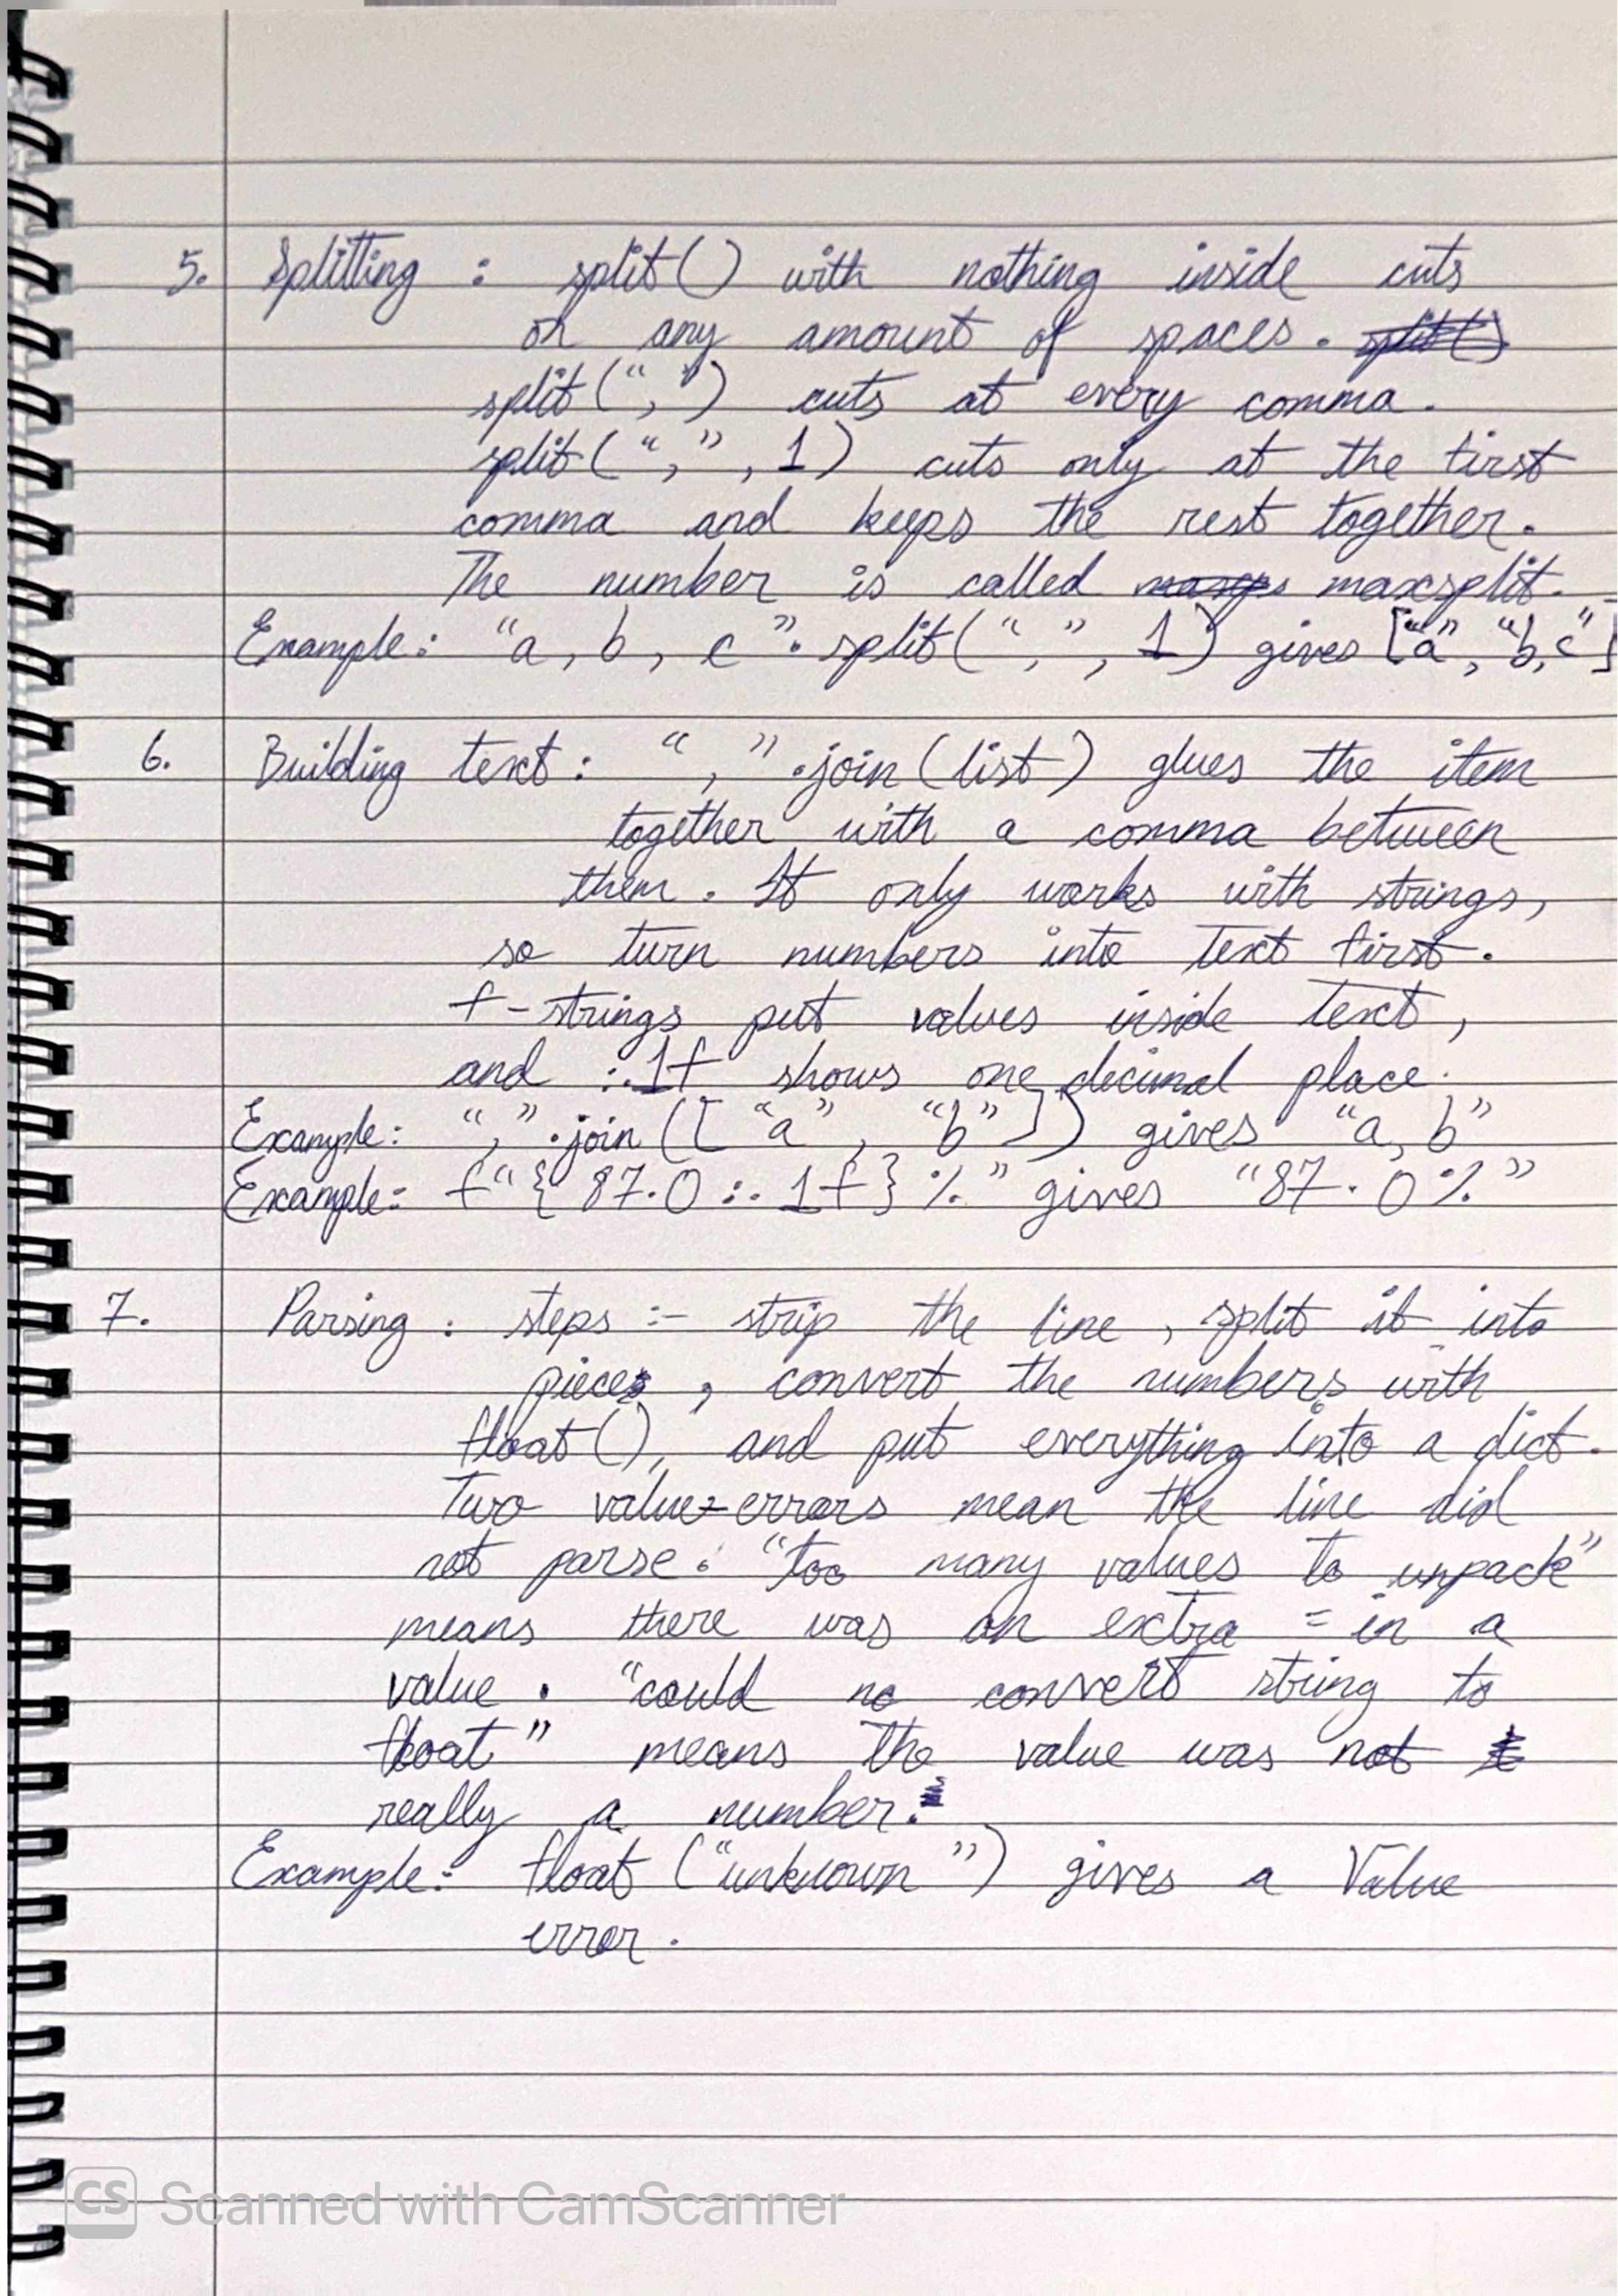 5. Splitting : split() with nothing inside cuts
on any amount of spaces.
split(",") cuts at every comma.
split(",", 1) cuts only at the first
comma and keeps the rest together.
The number is called maxsplit.
Example: "a, b, c".split(",", 1) gives ["a", "b,c"]
6. Building text: ",".join(list) glues the item
together with a comma between
them. It only works with strings,
so turn numbers into text first.
f-strings put values inside text,
and :.1f shows one decimal place.
Example: ",".join(["a", "b"]) gives "a, b"
Example: f"{87.0:.1f}%" gives "87.0%"
7. Parsing : steps :- strip the line, split it into
pieces, convert the numbers with
float(), and put everything into a dict.
Two value-errors mean the line did
not parse: "too many values to unpack"
means there was an extra = in a
value. "could no convert string to
float" means the value was not
really a number.
Example: float ("unknown") gives a Value
error.
CS Scanned with CamScanner